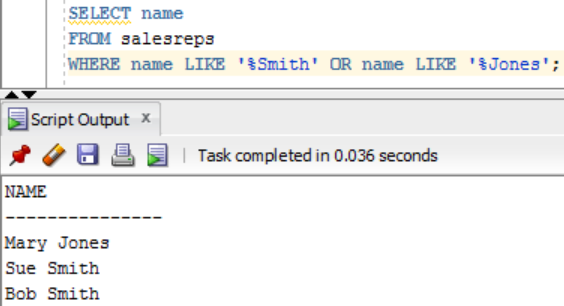 SELECT name
FROM salesreps
WHERE name LIKE '%Smith' OR name LIKE '%Jones';
Script Output x
Task completed in 0.036 seconds
NAME
---------------
Mary Jones
Sue Smith
Bob Smith